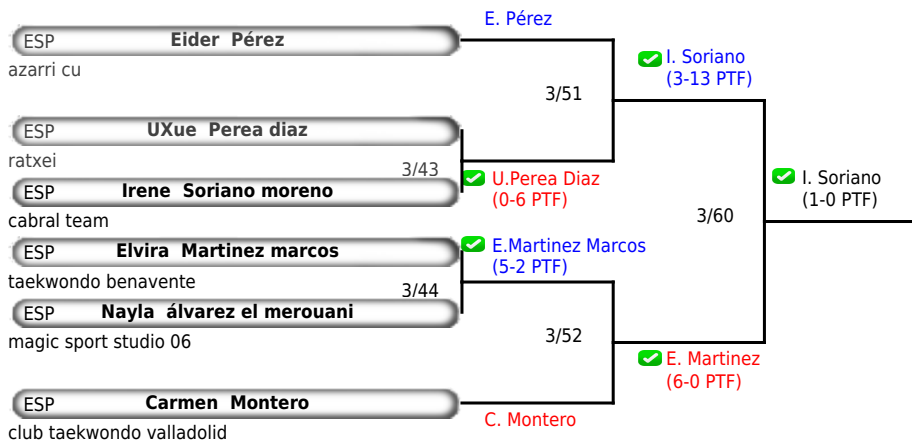 E. Pérez
ESP Eider Pérez
azarri cu
I. Soriano
(3-13 PTF)
3/51
ESP UXue Perea diaz
ratxei
3/43
U.Perea Diaz
(0-6 PTF)
ESP Irene Soriano moreno
cabral team
I. Soriano
(1-0 PTF)
3/60
ESP Elvira Martinez marcos
taekwondo benavente
E.Martinez Marcos
(5-2 PTF)
3/44
ESP Nayla álvarez el merouani
magic sport studio 06
3/52
E. Martinez
(6-0 PTF)
ESP Carmen Montero
club taekwondo valladolid
C. Montero